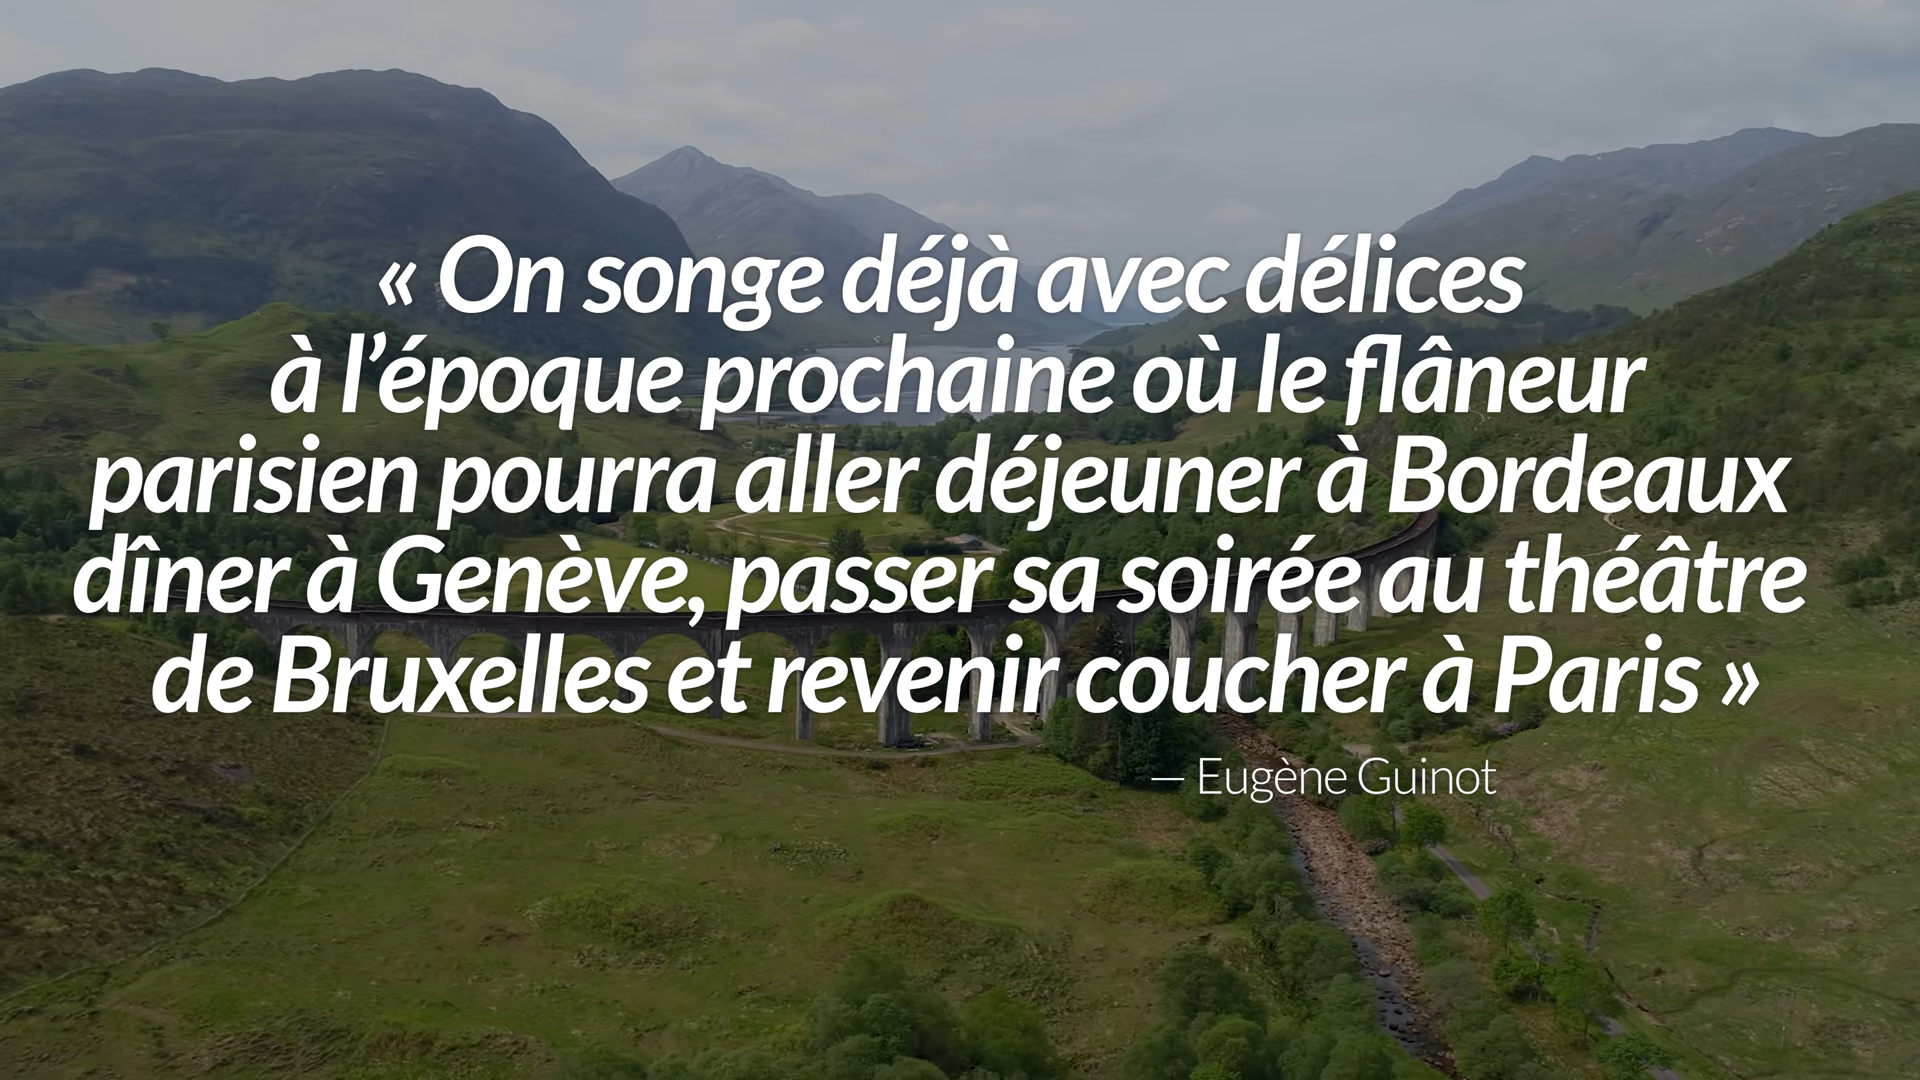 « On songe déjà avec délices
à l’époque prochaine où le flâneur
parisien pourra aller déjeuner à Bordeaux
dîner à Genève, passer sa soirée au théâtre
de Bruxelles et revenir coucher à Paris »
— Eugène Guinot